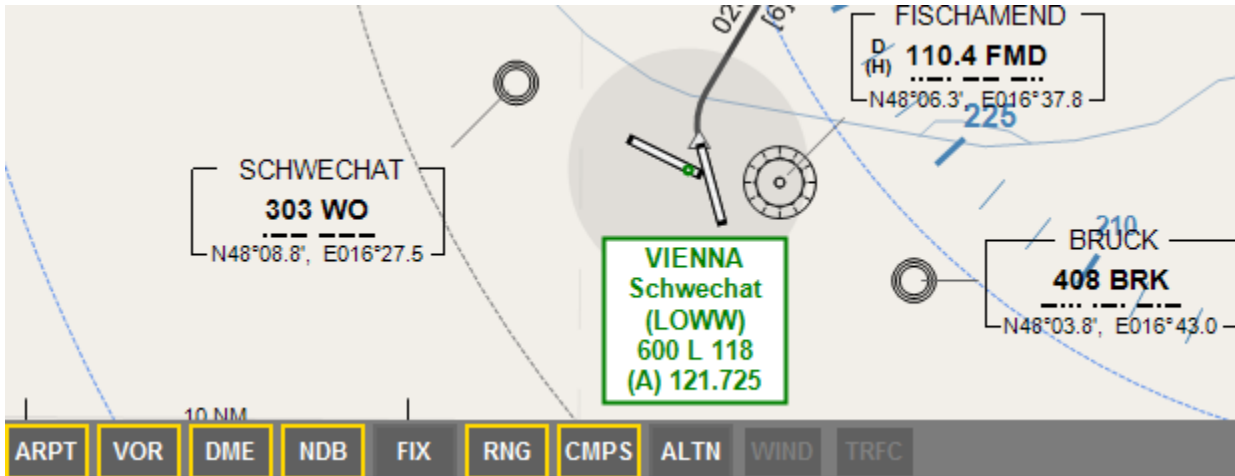 FISCHAMEND
D
(H)
110.4 FMD
N48°06.3', E016°37.8
225
SCHWECHAT
303 WO
N48°08.8', E016°27.5
210
BRUCK
408 BRK
N48°03.8', E016°43.0
VIENNA
Schwechat
(LOWW)
600 L 118
(A) 121.725
10 NM
ARPT VOR DME NDB FIX RNG CMPS ALTN WIND TRFC